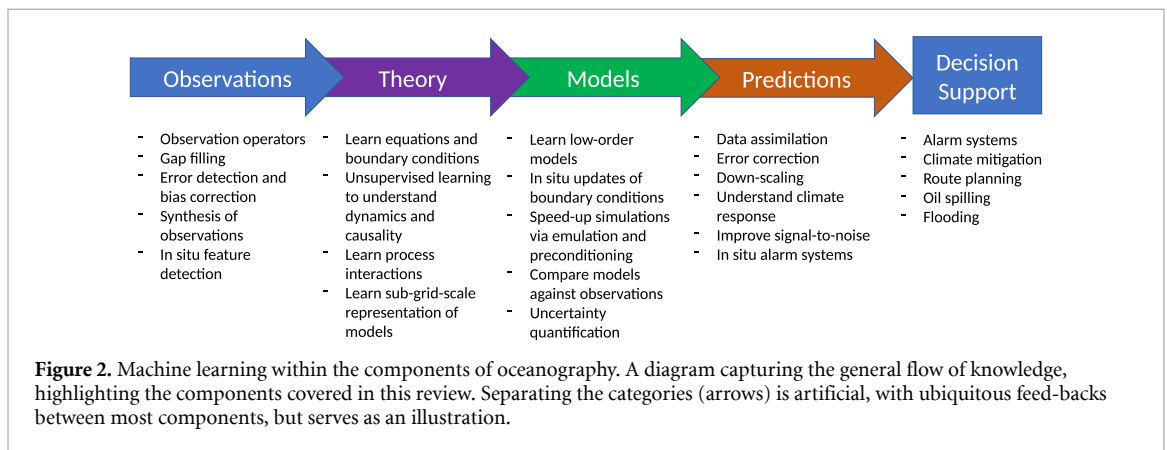 Observations
Theory
Models
Predictions
Decision
Support
- Observation operators
- Gap filling
- Error detection and
bias correction
- Synthesis of
observations
- In situ feature
detection
- Learn equations and
boundary conditions
- Unsupervised learning
to understand
dynamics and
causality
- Learn process
interactions
- Learn sub-grid-scale
representation of
models
- Learn low-order
models
- In situ updates of
boundary conditions
- Speed-up simulations
via emulation and
preconditioning
- Compare models
against observations
- Uncertainty
quantification
- Data assimilation
- Error correction
- Down-scaling
- Understand climate
response
- Improve signal-to-noise
- In situ alarm systems
- Alarm systems
- Climate mitigation
- Route planning
- Oil spilling
- Flooding
Figure 2. Machine learning within the components of oceanography. A diagram capturing the general flow of knowledge,
highlighting the components covered in this review. Separating the categories (arrows) is artificial, with ubiquitous feed-backs
between most components, but serves as an illustration.